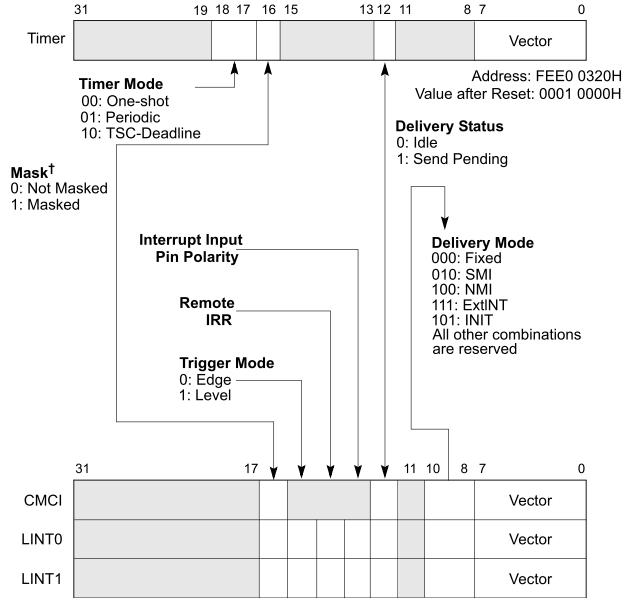 31 19 18 17 16 15 13 12 11 8 7 0
Timer Vector
Address: FEE0 0320H
Value after Reset: 0001 0000H
Timer Mode
00: One-shot
01: Periodic
10: TSC-Deadline
Delivery Status
0: Idle
1: Send Pending
Mask†
0: Not Masked
1: Masked
Interrupt Input
Pin Polarity
Delivery Mode
000: Fixed
010: SMI
100: NMI
111: ExtlNT
101: INIT
All other combinations
are reserved
Remote
IRR
Trigger Mode
0: Edge
1: Level
31 17 11 10 8 7 0
CMCI Vector
LINT0 Vector
LINT1 Vector